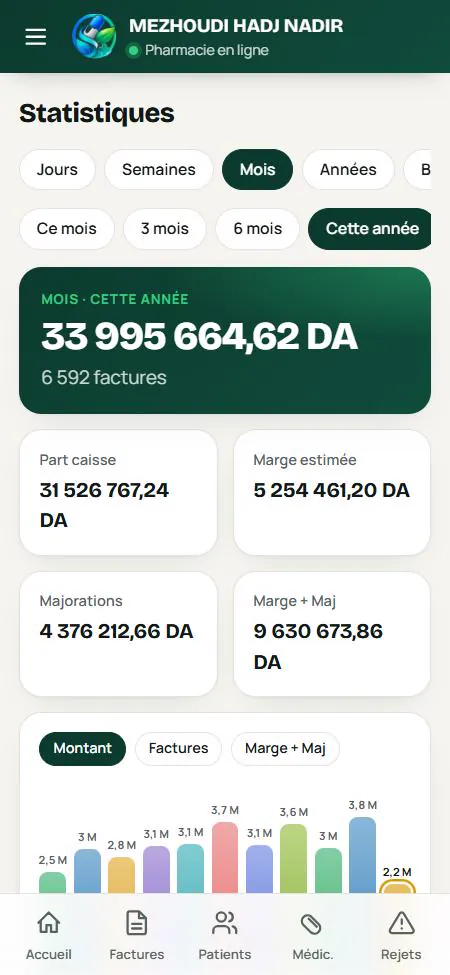 MEZHOUDI HADJ NADIR
Pharmacie en ligne
Statistiques
Jours
Semaines
Mois
Années
B
Ce mois
3 mois
6 mois
Cette année
MOIS · CETTE ANNÉE
33 995 664,62 DA
6 592 factures
Part caisse
31 526 767,24
DA
Marge estimée
5 254 461,20 DA
Majorations
4 376 212,66 DA
Marge + Maj
9 630 673,86
DA
Montant
Factures
Marge + Maj
2,5 M
3 M
2,8 M
3,1 M
3,1 M
3,7 M
3,1 M
3,6 M
3 M
3,8 M
2,2 M
Accueil
Factures
Patients
Médic.
Rejets